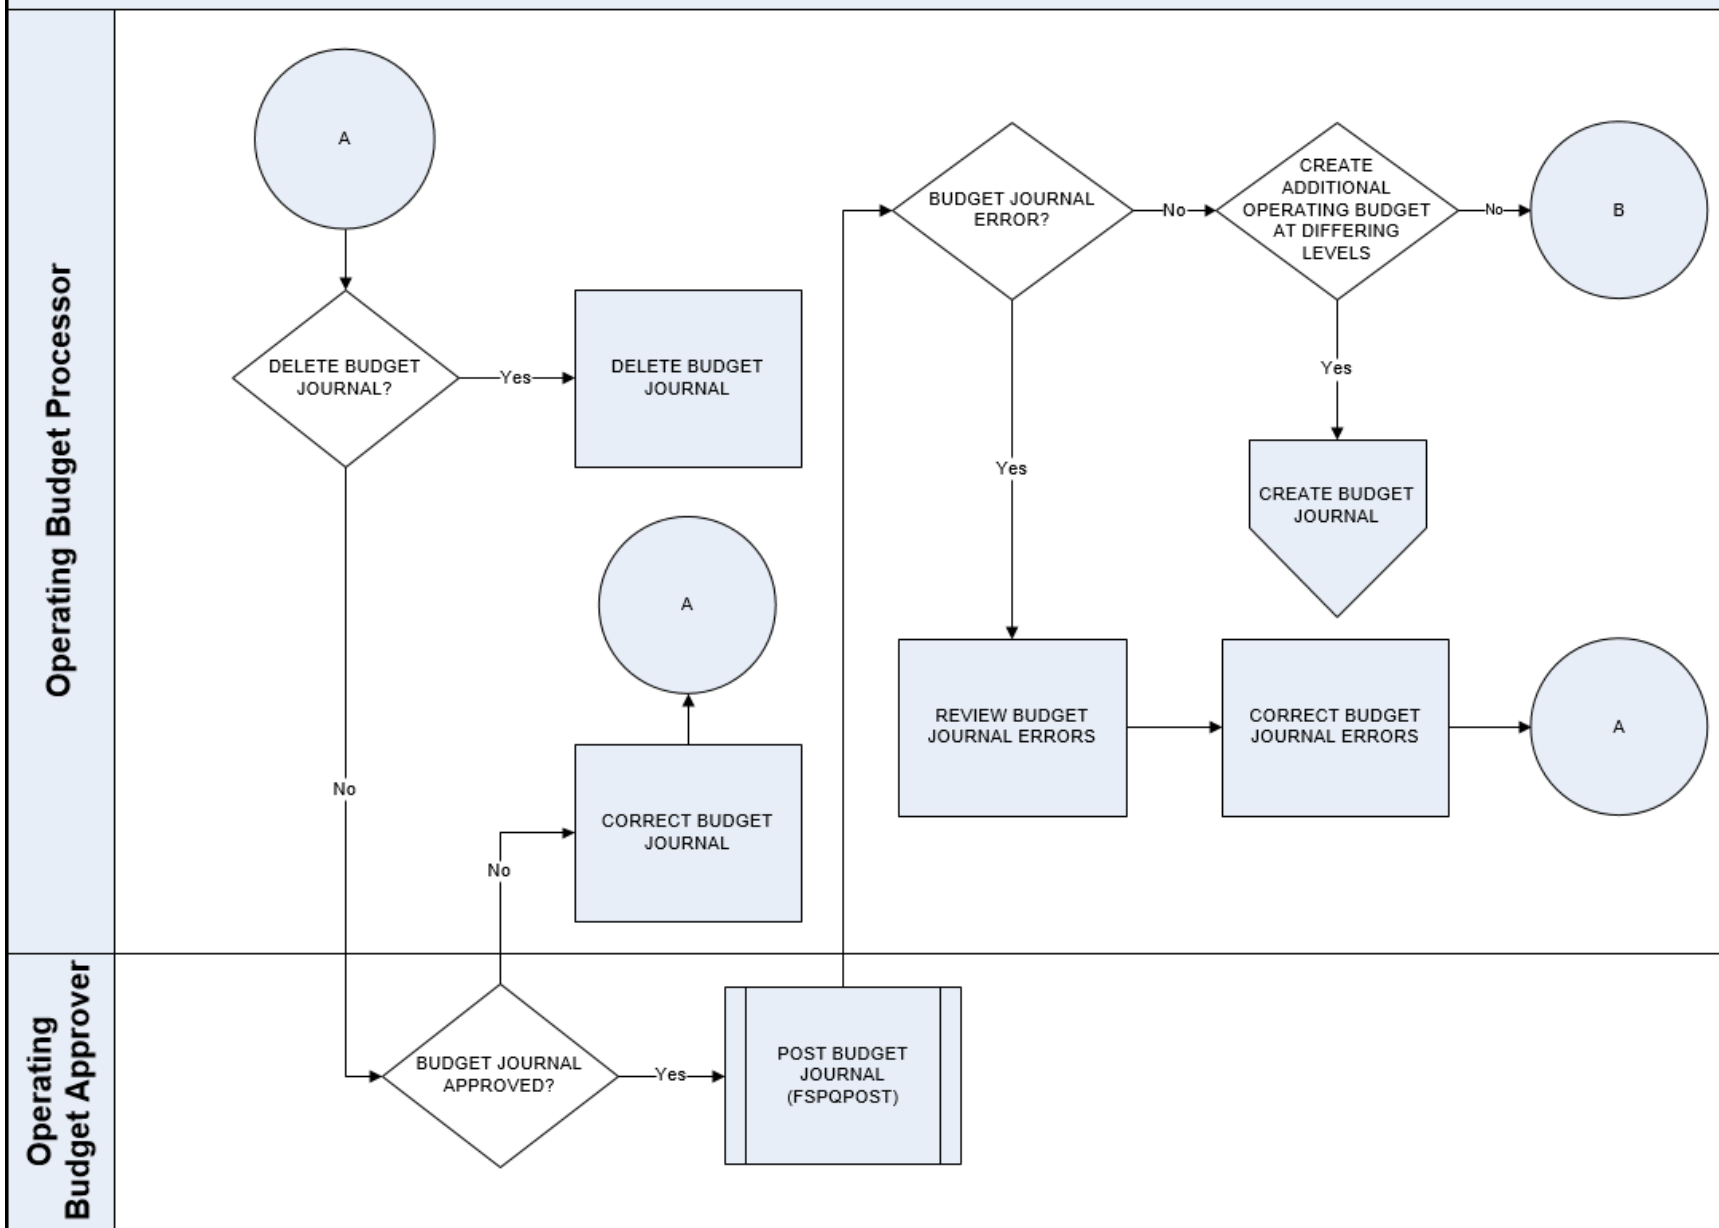 Operating Budget Processor
A
DELETE BUDGET
JOURNAL?
Yes
DELETE BUDGET
JOURNAL
No
A
CORRECT BUDGET
JOURNAL
No
BUDGET JOURNAL
ERROR?
No
CREATE
ADDITIONAL
OPERATING BUDGET
AT DIFFERING
LEVELS
No
B
Yes
Yes
CREATE BUDGET
JOURNAL
REVIEW BUDGET
JOURNAL ERRORS
CORRECT BUDGET
JOURNAL ERRORS
A
Operating
Budget Approver
BUDGET JOURNAL
APPROVED?
Yes
POST BUDGET
JOURNAL
(FSPQPOST)